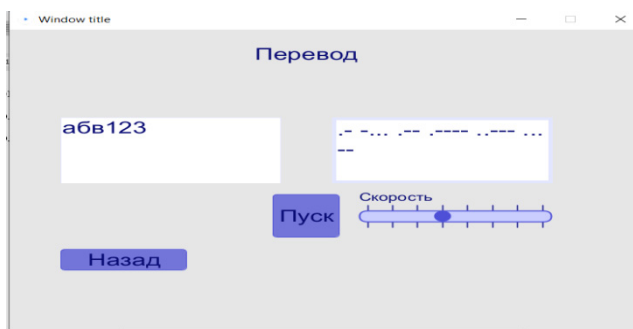 Window title
Перевод
абв123
.- -... .-- .---- ..--- ...
--
Скорость
Пуск
Назад